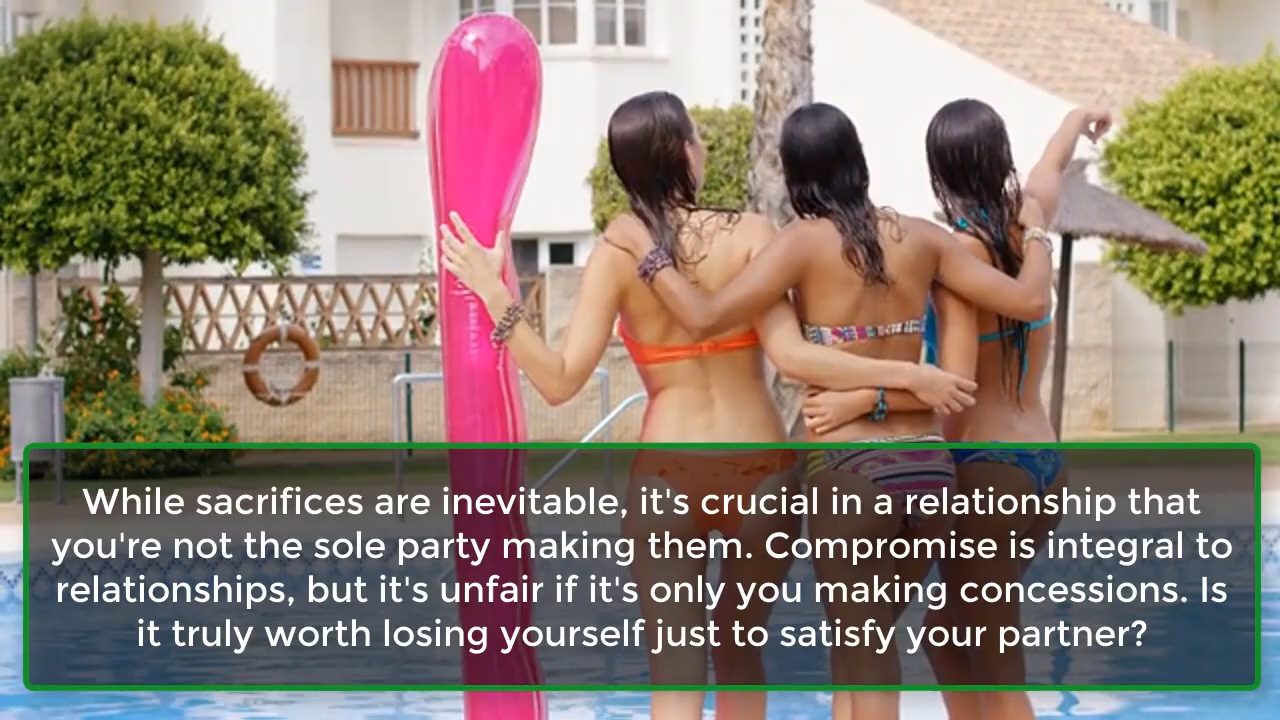 While sacrifices are inevitable, it's crucial in a relationship that
you're not the sole party making them. Compromise is integral to
relationships, but it's unfair if it's only you making concessions. Is
it truly worth losing yourself just to satisfy your partner?